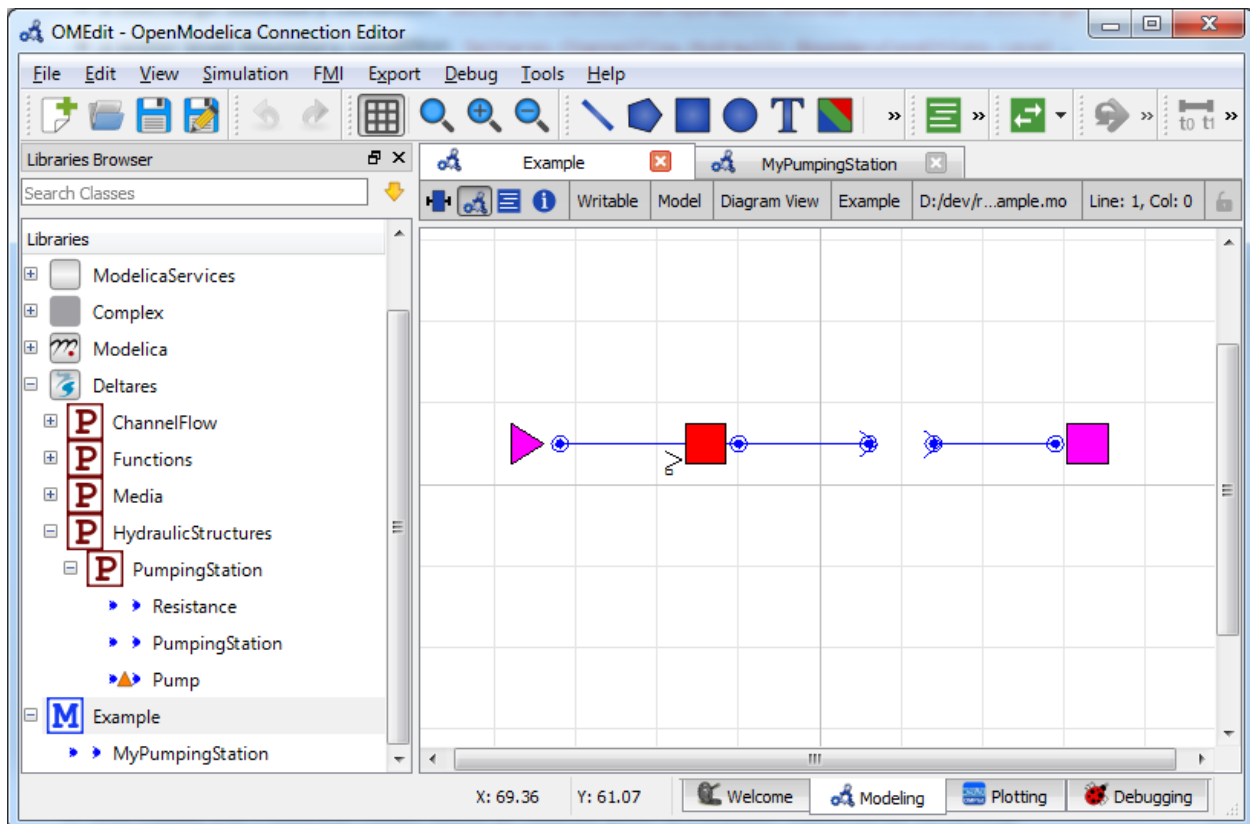 OMEdit - OpenModelica Connection Editor
File Edit View Simulation FMI Export Debug Tools Help
T » » » t0 t1 »
Libraries Browser
Example MyPumpingStation
Search Classes
Writable Model Diagram View Example D:/dev/r...ample.mo Line: 1, Col: 0
Libraries
ModelicaServices
Complex
Modelica
Deltares
P ChannelFlow
P Functions
P Media
P HydraulicStructures
P PumpingStation
Resistance
PumpingStation
Pump
M Example
MyPumpingStation
X: 69.36 Y: 61.07 Welcome Modeling Plotting Debugging